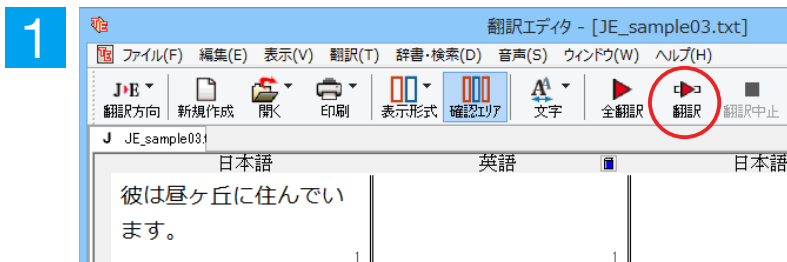 1
翻訳エディタ - [JE_sample03.txt]
ファイル(F) 編集(E) 表示(V) 翻訳(T) 辞書・検索(D) 音声(S) ウィンドウ(W) ヘルプ(H)
J▸E 翻訳方向 新規作成 開く 印刷 表示形式 確認エリア 文字 全翻訳 翻訳 翻訳中止
J JE_sample03.t
日本語 英語 日本語
彼は昼ヶ丘に住んでい
ます。
1 1